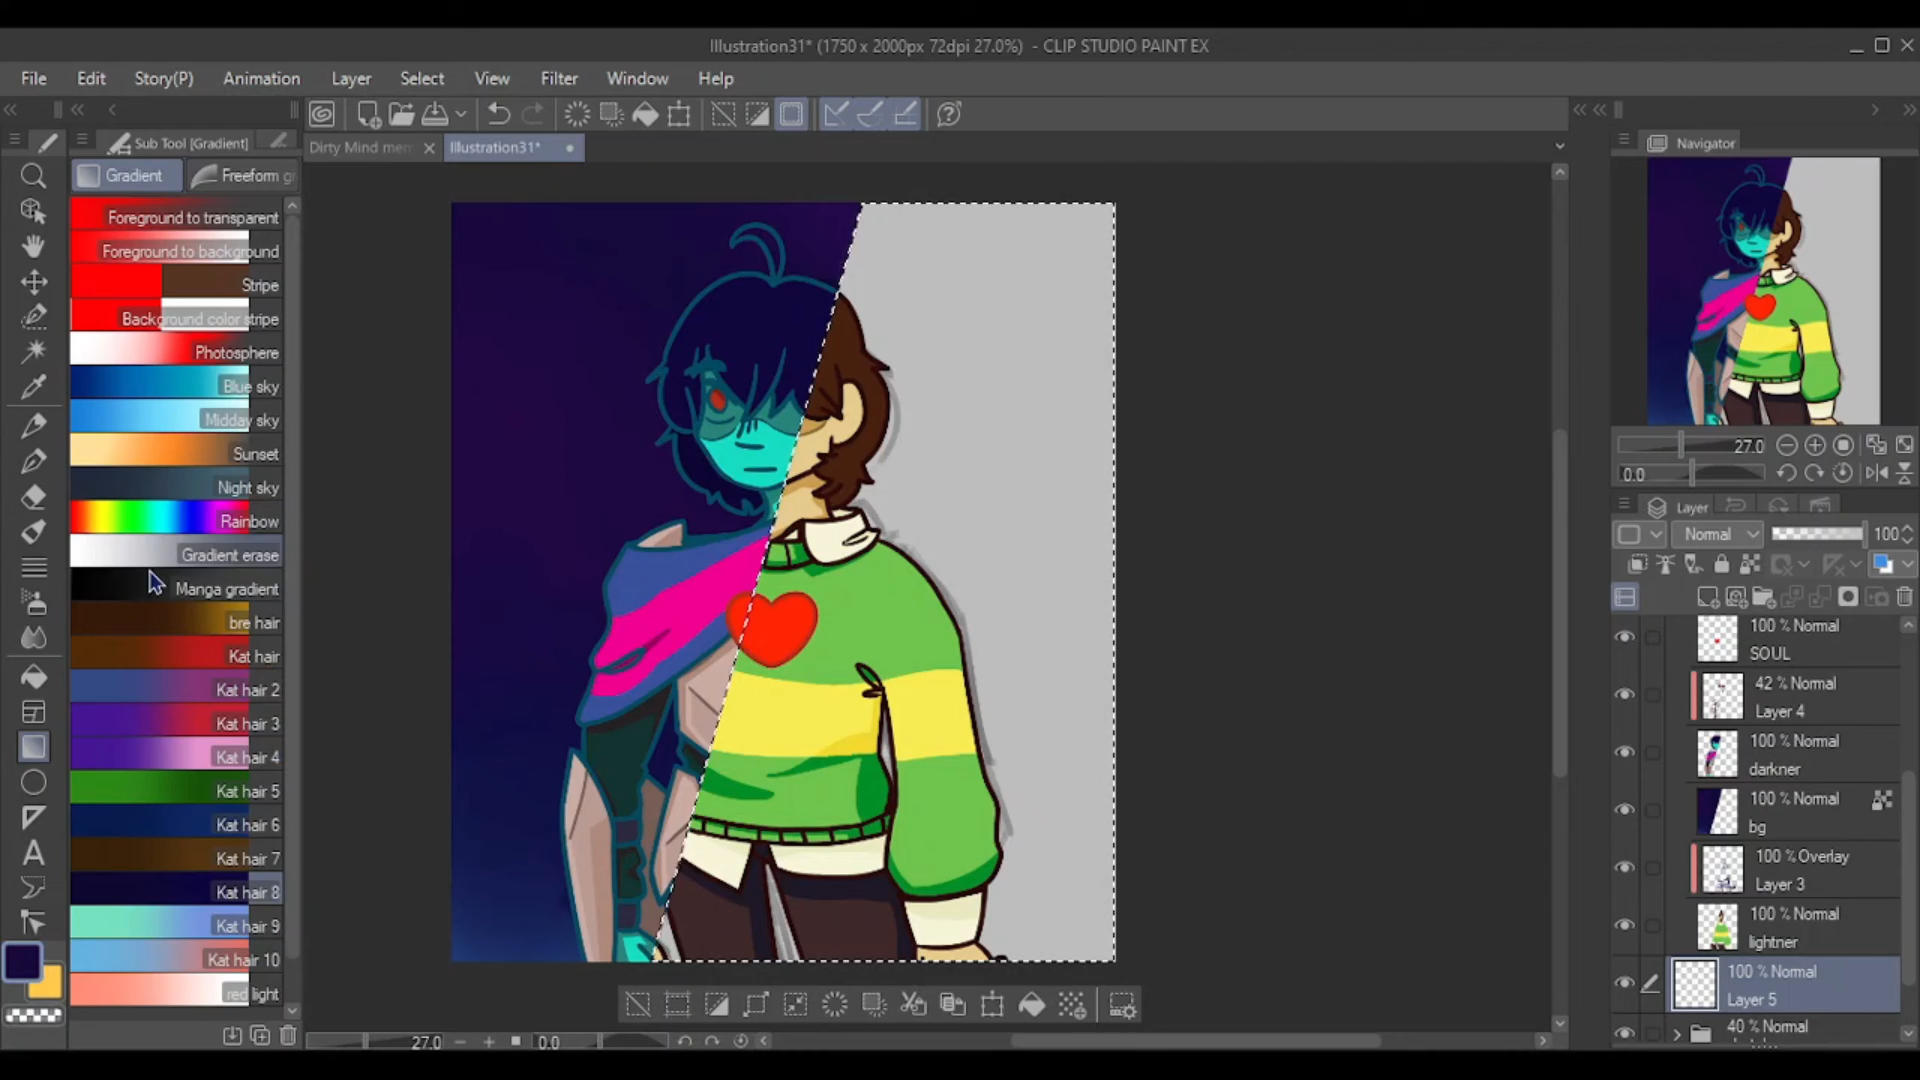 Illustration31* (1750 x 2000px 72dpi 27.0%) - CLIP STUDIO PAINT EX
File Edit Story(P) Animation Layer Select View Filter Window Help
Sub Tool [Gradient]
Dirty Mind mem
Illustration31*
Navigator
Gradient
Freeform gr
Foreground to transparent
Foreground to background
Stripe
Background color stripe
Photosphere
Blue sky
Midday sky
Sunset
Night sky
Rainbow
Gradient erase
Manga gradient
bre hair
Kat hair
Kat hair 2
Kat hair 3
Kat hair 4
Kat hair 5
Kat hair 6
Kat hair 7
Kat hair 8
Kat hair 9
Kat hair 10
red light
27.0
0.0
27.0
0.0
Layer
Normal
100
100 % Normal
SOUL
42 % Normal
Layer 4
100 % Normal
darkner
100 % Normal
bg
100 % Overlay
Layer 3
100 % Normal
lightner
100 % Normal
Layer 5
40 % Normal